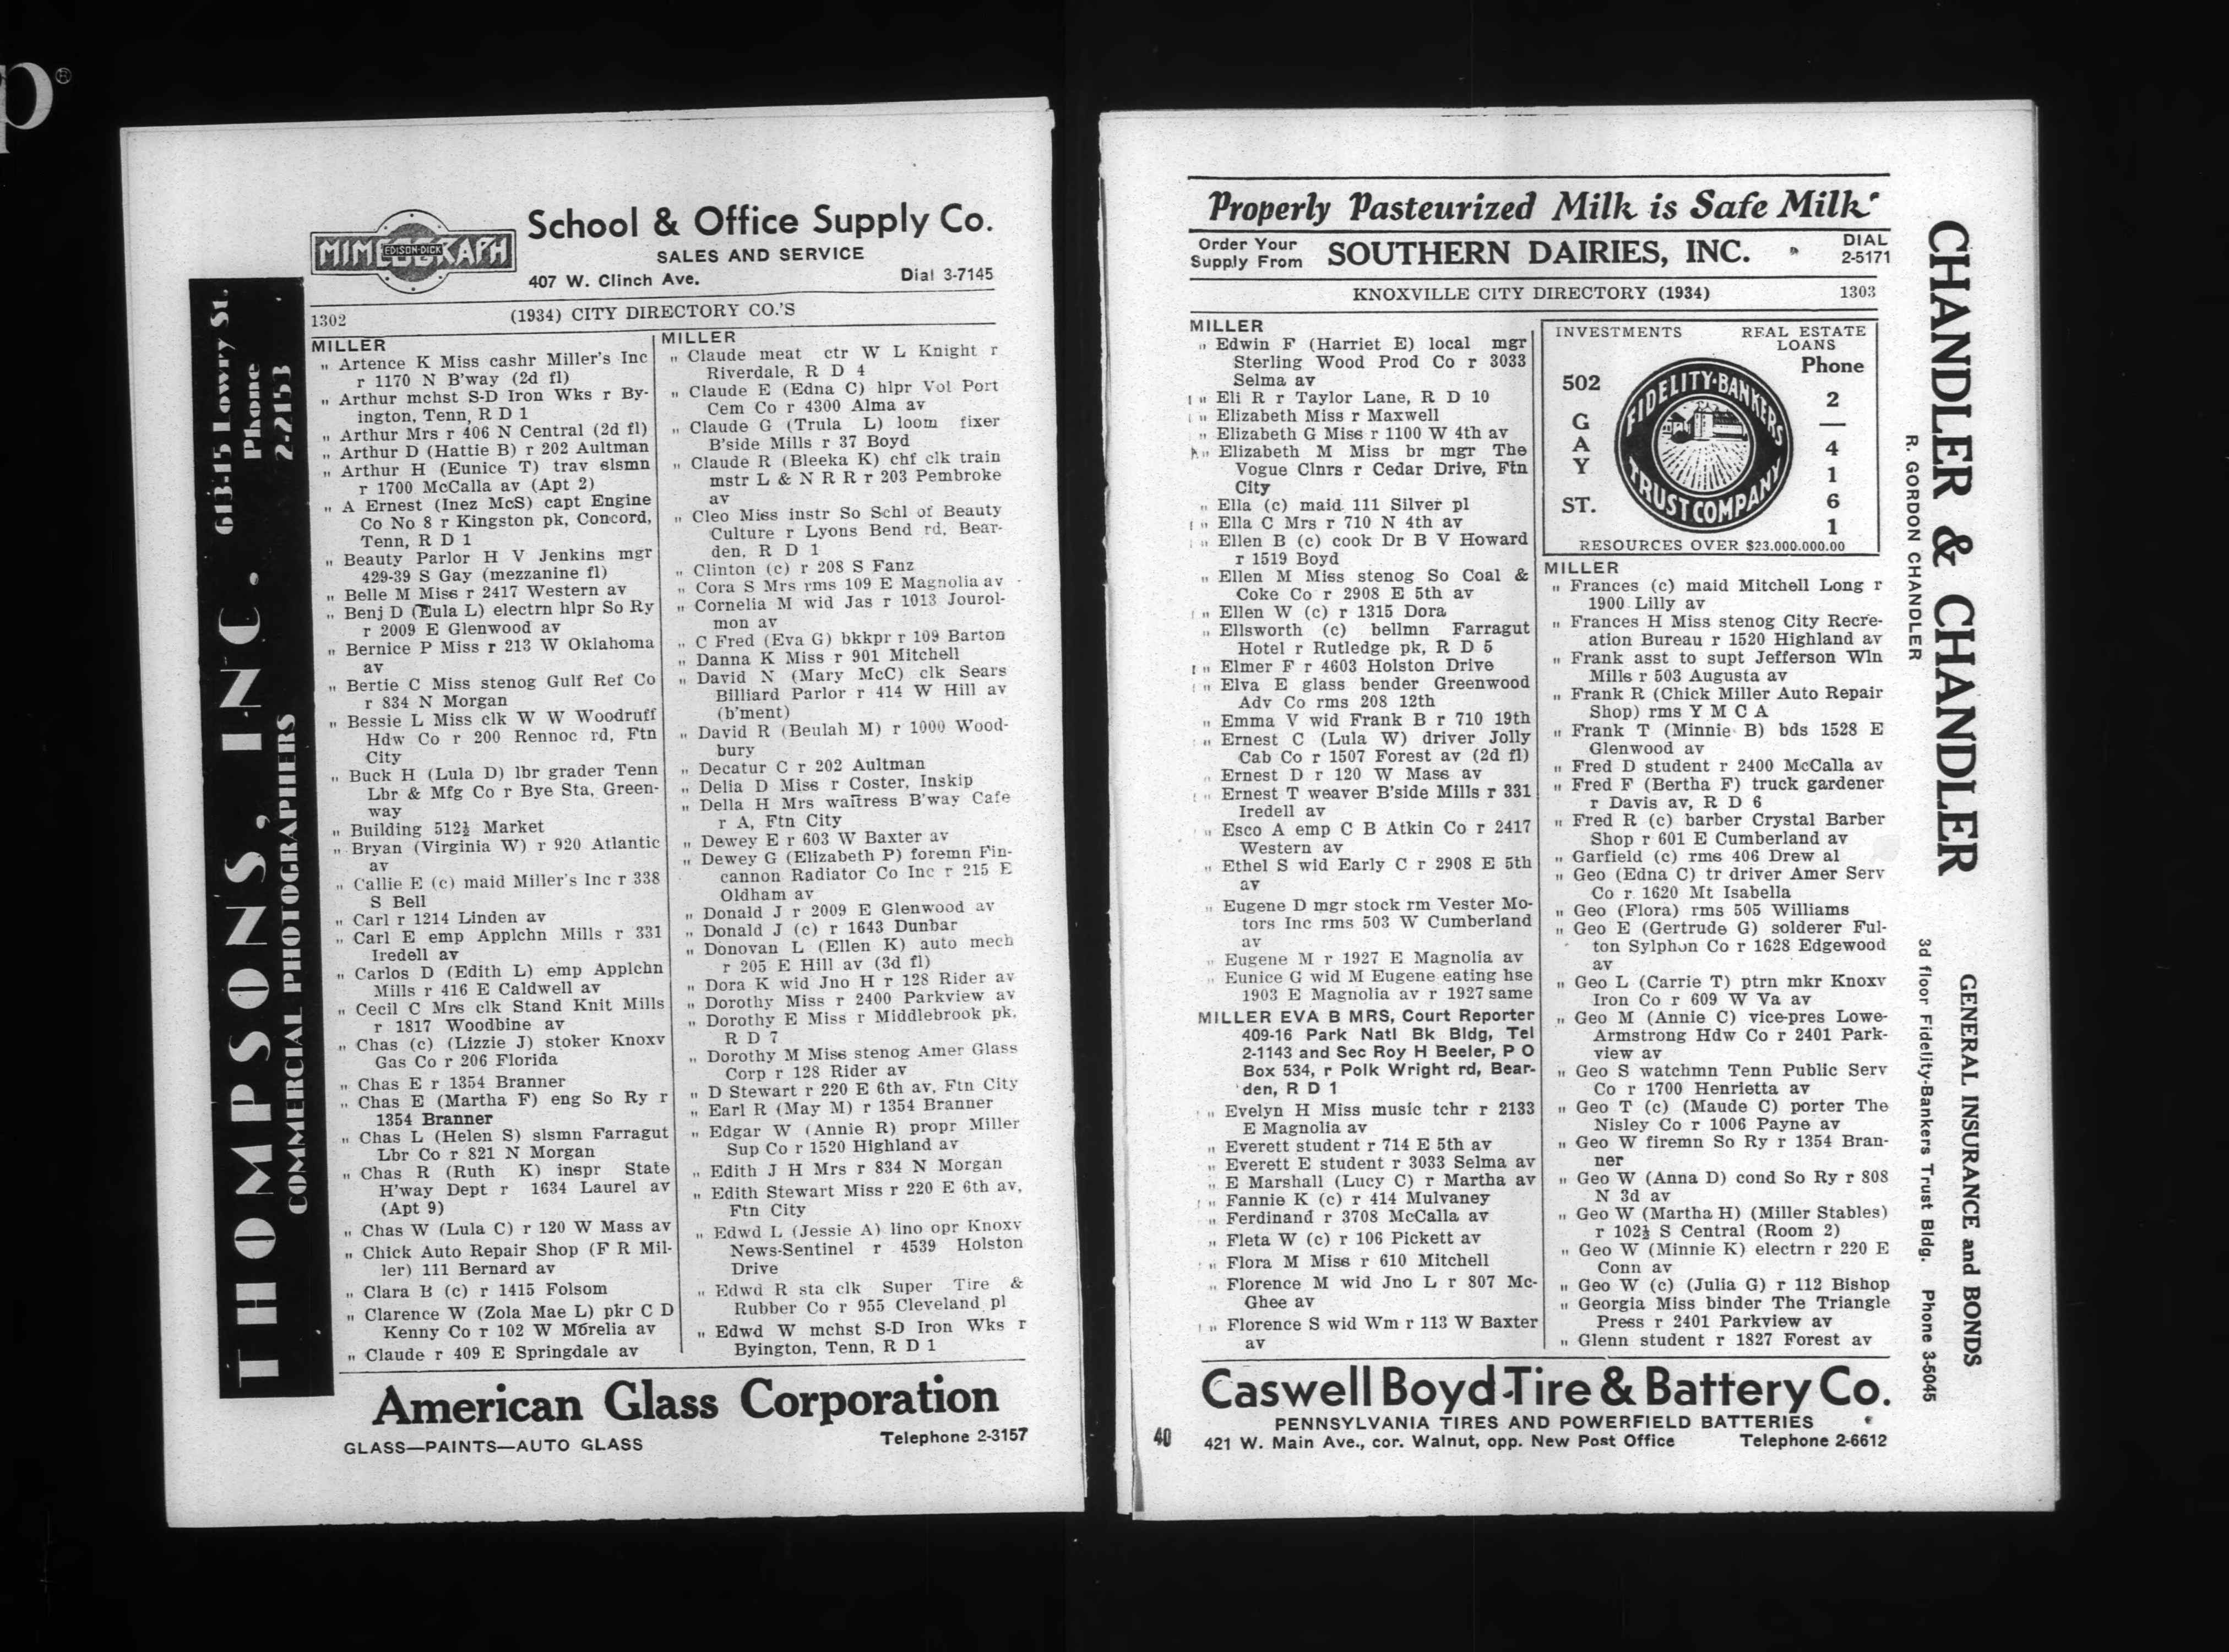 p®
MIMEOGRAPH
EDISON-DICK
School & Office Supply Co.
SALES AND SERVICE
407 W. Clinch Ave. Dial 3-7145
THOMPSONS, INC.
COMMERCIAL PHOTOGRAPHERS
613-15 Lowry St.
Phone
2-2153
1302 (1934) CITY DIRECTORY CO.'S
MILLER
" Artence K Miss cashr Miller's Inc
r 1170 N B'way (2d fl)
" Arthur mchst S-D Iron Wks r By-
ington, Tenn, R D 1
" Arthur Mrs r 406 N Central (2d fl)
" Arthur D (Hattie B) r 202 Aultman
" Arthur H (Eunice T) trav slsmn
r 1700 McCalla av (Apt 2)
" A Ernest (Inez McS) capt Engine
Co No 8 r Kingston pk, Concord,
Tenn, R D 1
" Beauty Parlor H V Jenkins mgr
429-39 S Gay (mezzanine fl)
" Belle M Miss r 2417 Western av
" Benj D (Eula L) electrn hlpr So Ry
r 2009 E Glenwood av
" Bernice P Miss r 213 W Oklahoma
av
" Bertie C Miss stenog Gulf Ref Co
r 834 N Morgan
" Bessie L Miss clk W W Woodruff
Hdw Co r 200 Rennoc rd, Ftn
City
" Buck H (Lula D) lbr grader Tenn
Lbr & Mfg Co r Bye Sta, Green-
way
" Building 512½ Market
" Bryan (Virginia W) r 920 Atlantic
av
" Callie E (c) maid Miller's Inc r 338
S Bell
" Carl r 1214 Linden av
" Carl E emp Applchn Mills r 331
Iredell av
" Carlos D (Edith L) emp Applchn
Mills r 416 E Caldwell av
" Cecil C Mrs clk Stand Knit Mills
r 1817 Woodbine av
" Chas (c) (Lizzie J) stoker Knoxv
Gas Co r 206 Florida
" Chas E r 1354 Branner
" Chas E (Martha F) eng So Ry r
1354 Branner
" Chas L (Helen S) slsmn Farragut
Lbr Co r 821 N Morgan
" Chas R (Ruth K) inspr State
H'way Dept r 1634 Laurel av
(Apt 9)
" Chas W (Lula C) r 120 W Mass av
" Chick Auto Repair Shop (F R Mil-
ler) 111 Bernard av
" Clara B (c) r 1415 Folsom
" Clarence W (Zola Mae L) pkr C D
Kenny Co r 102 W Morelia av
" Claude r 409 E Springdale av
MILLER
" Claude meat ctr W L Knight r
Riverdale, R D 4
" Claude E (Edna C) hlpr Vol Port
Cem Co r 4300 Alma av
" Claude G (Trula L) loom fixer
B'side Mills r 37 Boyd
" Claude R (Bleeka K) chf clk train
mstr L & N R R r 203 Pembroke
av
" Cleo Miss instr So Schl of Beauty
Culture r Lyons Bend rd, Bear-
den, R D 1
" Clinton (c) r 208 S Fanz
" Cora S Mrs rms 109 E Magnolia av
" Cornelia M wid Jas r 1013 Jourol-
mon av
" C Fred (Eva G) bkkpr r 109 Barton
" Danna K Miss r 901 Mitchell
" David N (Mary McC) clk Sears
Billiard Parlor r 414 W Hill av
(b'ment)
" David R (Beulah M) r 1000 Wood-
bury
" Decatur C r 202 Aultman
" Delia D Miss r Coster, Inskip
" Della H Mrs waitress B'way Cafe
r A, Ftn City
" Dewey E r 603 W Baxter av
" Dewey G (Elizabeth P) foremn Fin-
cannon Radiator Co Inc r 215 E
Oldham av
" Donald J r 2009 E Glenwood av
" Donald J (c) r 1643 Dunbar
" Donovan L (Ellen K) auto mech
r 205 E Hill av (3d fl)
" Dora K wid Jno H r 128 Rider av
" Dorothy Miss r 2400 Parkview av
" Dorothy E Miss r Middlebrook pk,
R D 7
" Dorothy M Miss stenog Amer Glass
Corp r 128 Rider av
" D Stewart r 220 E 6th av, Ftn City
" Earl R (May M) r 1354 Branner
" Edgar W (Annie R) propr Miller
Sup Co r 1520 Highland av
" Edith J H Mrs r 834 N Morgan
" Edith Stewart Miss r 220 E 6th av,
Ftn City
" Edwd L (Jessie A) lino opr Knoxv
News-Sentinel r 4539 Holston
Drive
" Edwd R sta clk Super Tire &
Rubber Co r 955 Cleveland pl
" Edwd W mchst S-D Iron Wks r
Byington, Tenn, R D 1
American Glass Corporation
GLASS—PAINTS—AUTO GLASS Telephone 2-3157
Properly Pasteurized Milk is Safe Milk
Order Your
Supply From
SOUTHERN DAIRIES, INC.
DIAL
2-5171
KNOXVILLE CITY DIRECTORY (1934) 1303
MILLER
" Edwin F (Harriet E) local mgr
Sterling Wood Prod Co r 3033
Selma av
" Eli R r Taylor Lane, R D 10
" Elizabeth Miss r Maxwell
" Elizabeth G Miss r 1100 W 4th av
" Elizabeth M Miss br mgr The
Vogue Clnrs r Cedar Drive, Ftn
City
" Ella (c) maid 111 Silver pl
" Ella C Mrs r 710 N 4th av
" Ellen B (c) cook Dr B V Howard
r 1519 Boyd
" Ellen M Miss stenog So Coal &
Coke Co r 2908 E 5th av
" Ellen W (c) r 1315 Dora
" Ellsworth (c) bellmn Farragut
Hotel r Rutledge pk, R D 5
" Elmer F r 4603 Holston Drive
" Elva E glass bender Greenwood
Adv Co rms 208 12th
" Emma V wid Frank B r 710 19th
" Ernest C (Lula W) driver Jolly
Cab Co r 1507 Forest av (2d fl)
" Ernest D r 120 W Mass av
" Ernest T weaver B'side Mills r 331
Iredell av
" Esco A emp C B Atkin Co r 2417
Western av
" Ethel S wid Early C r 2908 E 5th
av
" Eugene D mgr stock rm Vester Mo-
tors Inc rms 503 W Cumberland
av
" Eugene M r 1927 E Magnolia av
" Eunice G wid M Eugene eating hse
1903 E Magnolia av r 1927 same
MILLER EVA B MRS, Court Reporter
409-16 Park Natl Bk Bldg, Tel
2-1143 and Sec Roy H Beeler, P O
Box 534, r Polk Wright rd, Bear-
den, R D 1
" Evelyn H Miss music tchr r 2133
E Magnolia av
" Everett student r 714 E 5th av
" Everett E student r 3033 Selma av
" E Marshall (Lucy C) r Martha av
" Fannie K (c) r 414 Mulvaney
" Ferdinand r 3708 McCalla av
" Fleta W (c) r 106 Pickett av
" Flora M Miss r 610 Mitchell
" Florence M wid Jno L r 807 Mc-
Ghee av
" Florence S wid Wm r 113 W Baxter
av
INVESTMENTS REAL ESTATE
LOANS
502
GAY
ST.
FIDELITY-BANKERS
TRUST COMPANY
Phone
2
—
4
1
6
1
RESOURCES OVER $23.000.000.00
MILLER
" Frances (c) maid Mitchell Long r
1900 Lilly av
" Frances H Miss stenog City Recre-
ation Bureau r 1520 Highland av
" Frank asst to supt Jefferson Wln
Mills r 503 Augusta av
" Frank R (Chick Miller Auto Repair
Shop) rms Y M C A
" Frank T (Minnie B) bds 1528 E
Glenwood av
" Fred D student r 2400 McCalla av
" Fred F (Bertha F) truck gardener
r Davis av, R D 6
" Fred R (c) barber Crystal Barber
Shop r 601 E Cumberland av
" Garfield (c) rms 406 Drew al
" Geo (Edna C) tr driver Amer Serv
Co r 1620 Mt Isabella
" Geo (Flora) rms 505 Williams
" Geo E (Gertrude G) solderer Ful-
ton Sylphon Co r 1628 Edgewood
av
" Geo L (Carrie T) ptrn mkr Knoxv
Iron Co r 609 W Va av
" Geo M (Annie C) vice-pres Lowe-
Armstrong Hdw Co r 2401 Park-
view av
" Geo S watchmn Tenn Public Serv
Co r 1700 Henrietta av
" Geo T (c) (Maude C) porter The
Nisley Co r 1006 Payne av
" Geo W firemn So Ry r 1354 Bran-
ner
" Geo W (Anna D) cond So Ry r 808
N 3d av
" Geo W (Martha H) (Miller Stables)
r 102½ S Central (Room 2)
" Geo W (Minnie K) electrn r 220 E
Conn av
" Geo W (c) (Julia G) r 112 Bishop
" Georgia Miss binder The Triangle
Press r 2401 Parkview av
" Glenn student r 1827 Forest av
CHANDLER & CHANDLER
R. GORDON CHANDLER
GENERAL INSURANCE and BONDS
3d floor Fidelity-Bankers Trust Bldg. Phone 3-5045
Caswell Boyd Tire & Battery Co.
PENNSYLVANIA TIRES AND POWERFIELD BATTERIES
40
421 W. Main Ave., cor. Walnut, opp. New Post Office Telephone 2-6612